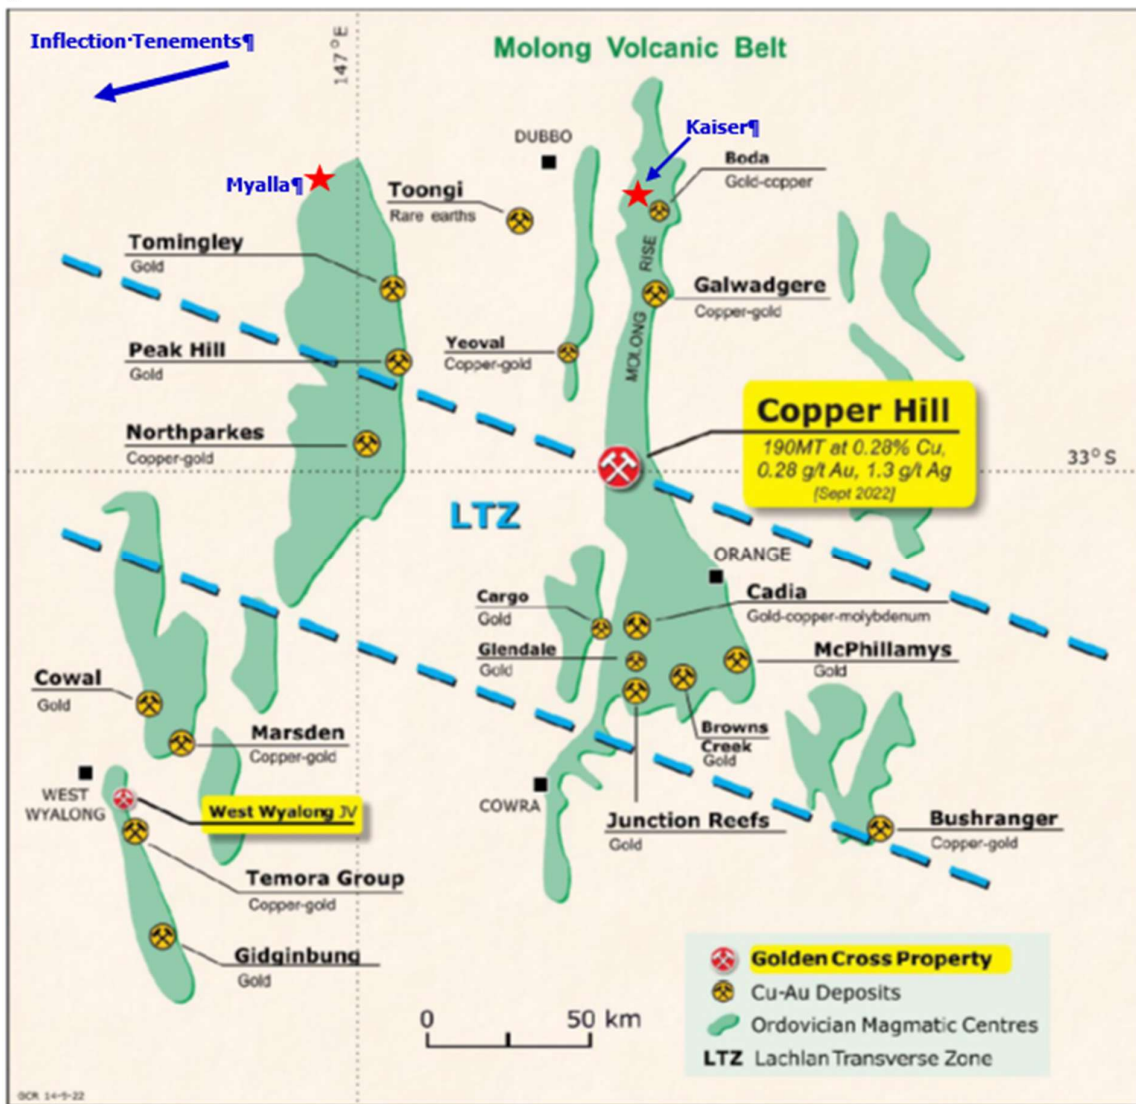 Inflection·Tenements¶
147°E
Molong Volcanic Belt
DUBBO
Kaiser¶
Boda
Gold-copper
Myalla¶
Toongi
Rare earths
Tomingley
Gold
MOLONG RISE
Galwadgere
Copper-gold
Peak Hill
Gold
Yeoval
Copper-gold
Copper Hill
190MT at 0.28% Cu,
0.28 g/t Au, 1.3 g/t Ag
[Sept 2022]
Northparkes
Copper-gold
33°S
LTZ
ORANGE
Cargo
Gold
Cadia
Gold-copper-molybdenum
Glendale
Gold
McPhillamys
Gold
Cowal
Gold
Marsden
Copper-gold
Browns
Creek
Gold
WEST
WYALONG
West Wyalong JV
COWRA
Junction Reefs
Gold
Bushranger
Copper-gold
Temora Group
Copper-gold
Gidginbung
Gold
Golden Cross Property
Cu-Au Deposits
Ordovician Magmatic Centres
LTZ Lachlan Transverse Zone
0 50 km
GCR 14-9-22